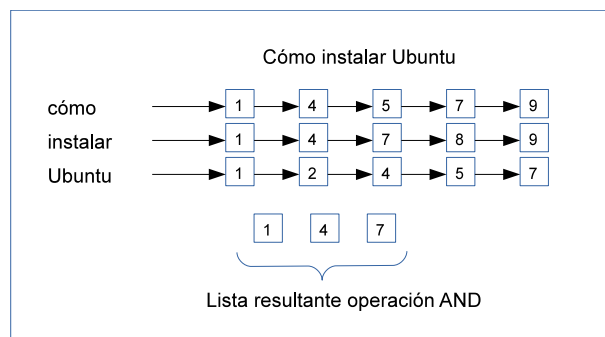 Cómo instalar Ubuntu
cómo 1 4 5 7 9
instalar 1 4 7 8 9
Ubuntu 1 2 4 5 7
1 4 7
Lista resultante operación AND